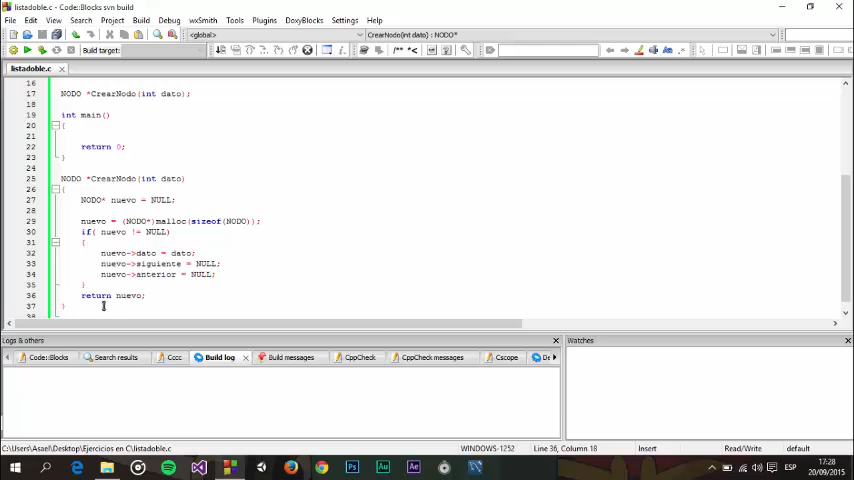 listadoble.c - Code::Blocks svn build
File Edit View Search Project Build Debug wxSmith Tools Plugins DoxyBlocks Settings Help
<global> CrearNodo(int dato) : NODO*
Build target:
/** *<
listadoble.c
16
17 NODO *CrearNodo(int dato);
18
19 int main()
20 {
21
22 return 0;
23 }
24
25 NODO *CrearNodo(int dato)
26 {
27 NODO* nuevo = NULL;
28
29 nuevo = (NODO*)malloc(sizeof(NODO));
30 if( nuevo != NULL)
31 {
32 nuevo->dato = dato;
33 nuevo->siguiente = NULL;
34 nuevo->anterior = NULL;
35 }
36 return nuevo;
37 }
38
Logs & others
Watches
Code::Blocks Search results Cccc Build log Build messages CppCheck CppCheck messages Cscope De
C:\Users\Asael\Desktop\Ejercicios en C\listadoble.c WINDOWS-1252 Line 36, Column 18 Insert Read/Write default
Ps Au Ae ESP 17:28
20/09/2015